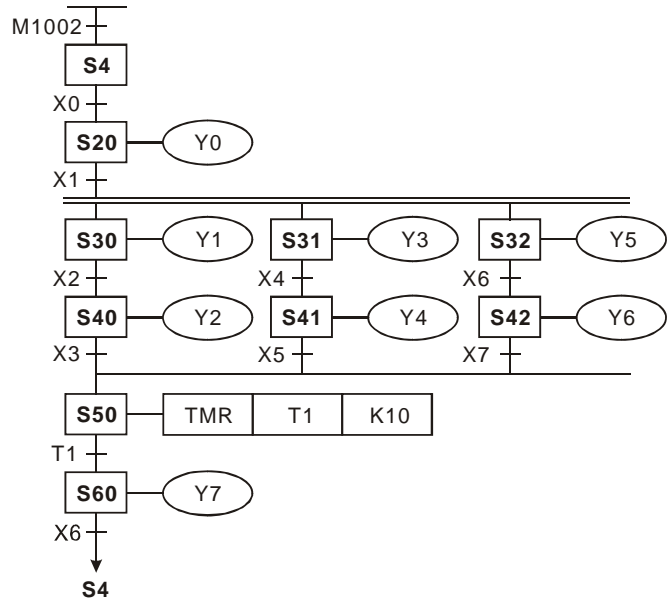 M1002
S4
X0
S20 Y0
X1
S30 Y1 S31 Y3 S32 Y5
X2 X4 X6
S40 Y2 S41 Y4 S42 Y6
X3 X5 X7
S50 TMR T1 K10
T1
S60 Y7
X6
S4